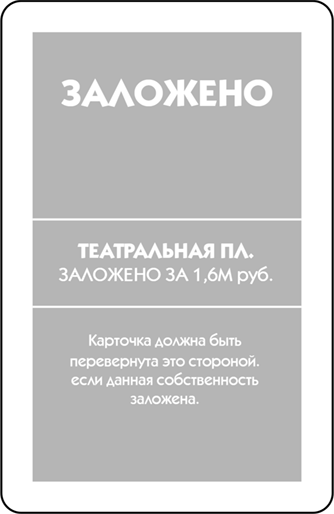 ЗАЛОЖЕНО
ТЕАТРАЛЬНАЯ ПЛ.
ЗАЛОЖЕНО ЗА 1,6М руб.
Карточка должна быть
перевернута это стороной.
если данная собственность
заложена.